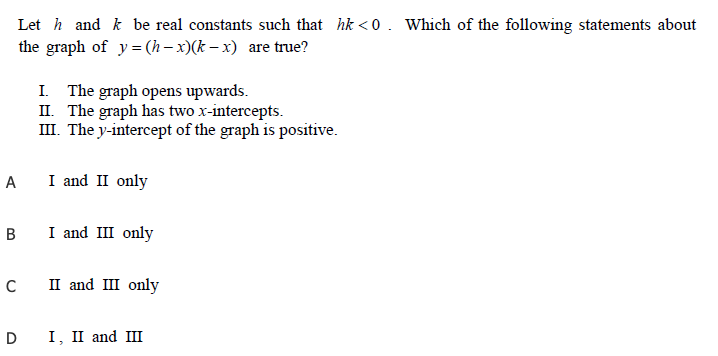 Let h and k be real constants such that hk < 0 . Which of the following statements about
the graph of y = (h − x)(k − x) are true?
I. The graph opens upwards.
II. The graph has two x-intercepts.
III. The y-intercept of the graph is positive.
A I and II only
B I and III only
C II and III only
D I , II and III